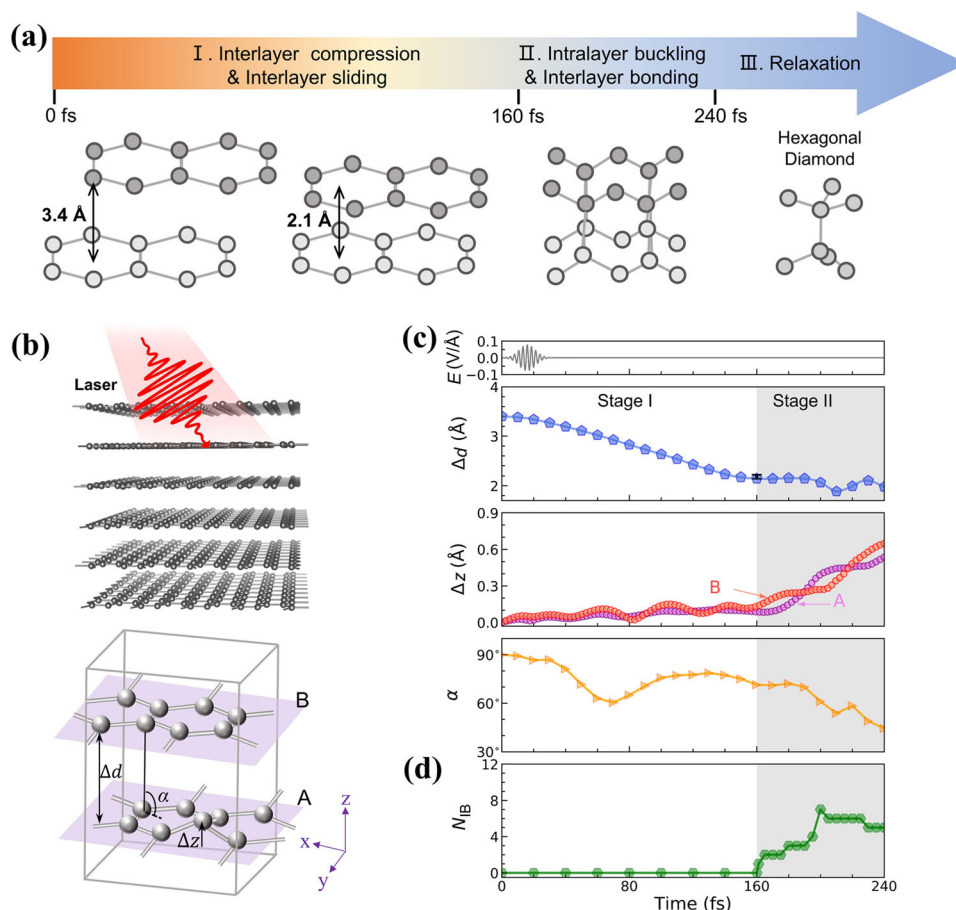 (a)
Ⅰ. Interlayer compression
& Interlayer sliding
Ⅱ. Intralayer buckling
& Interlayer bonding
Ⅲ. Relaxation
0 fs
160 fs
240 fs
Hexagonal
Diamond
3.4 Å
2.1 Å
(b)
Laser
B
Δd
α
A
Δz
z
x
y
(c)
E (V/Å)
0.1
0.0
−0.1
Stage I
Stage II
Δd (Å)
4
3
2
Δz (Å)
0.9
0.6
0.3
0.0
B
A
α
90°
60°
30°
(d)
N_IB
12
8
4
0
0
80
160
240
Time (fs)